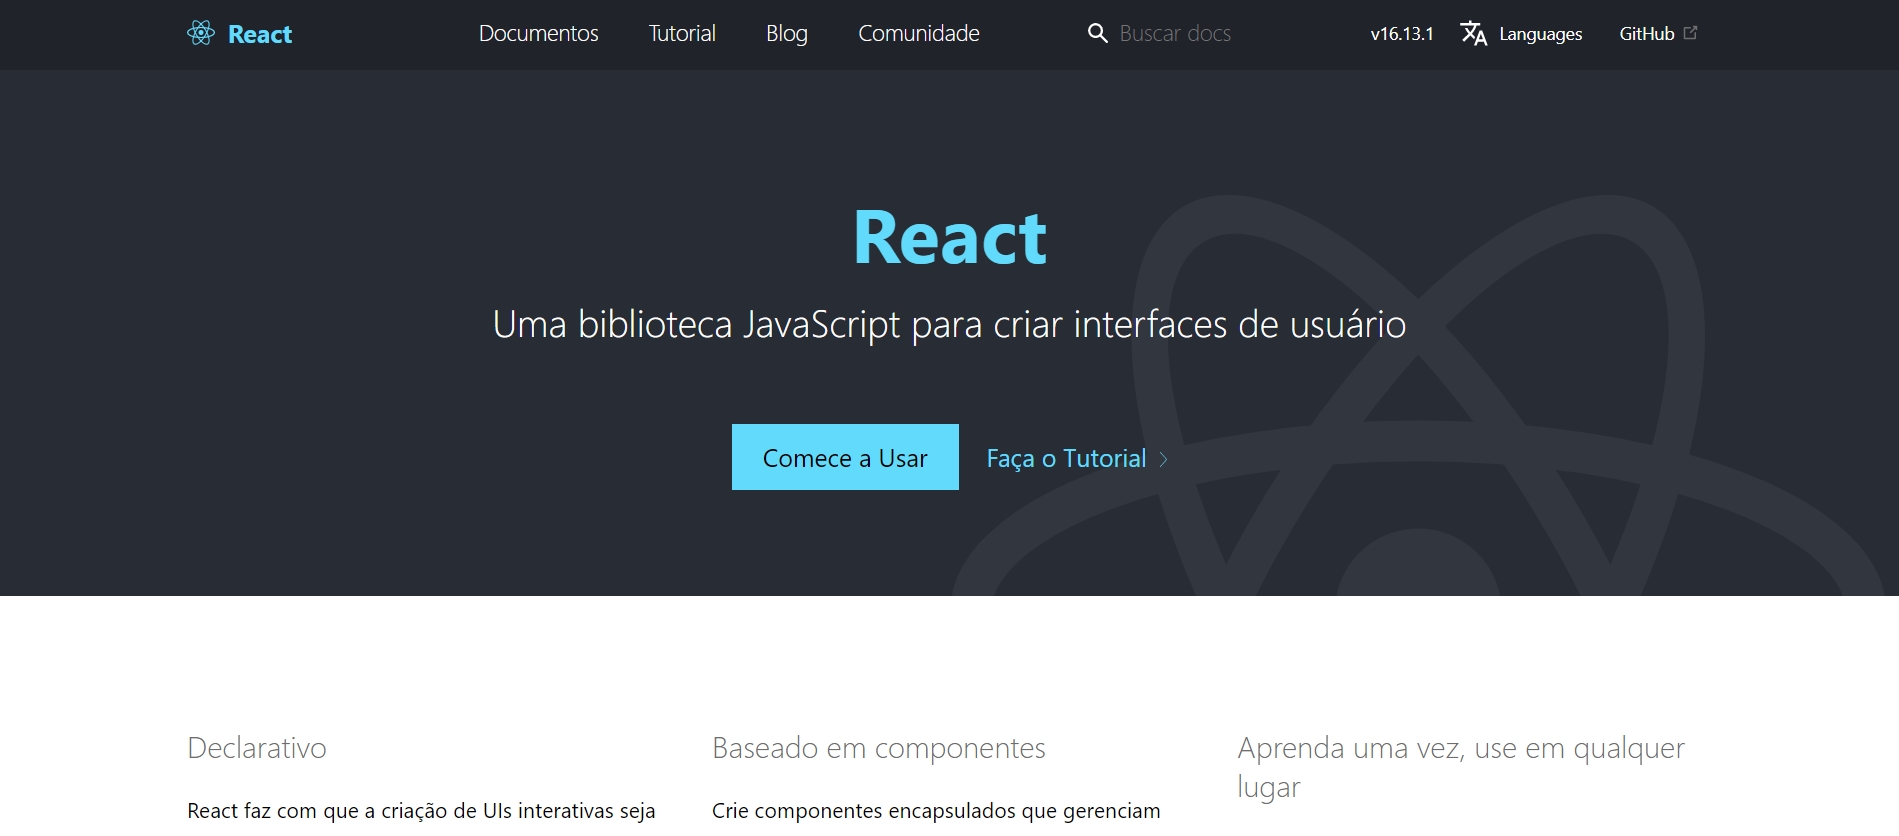 React
Documentos
Tutorial
Blog
Comunidade
Buscar docs
v16.13.1
Languages
GitHub
React
Uma biblioteca JavaScript para criar interfaces de usuário
Comece a Usar
Faça o Tutorial
Declarativo
React faz com que a criação de UIs interativas seja
Baseado em componentes
Crie componentes encapsulados que gerenciam
Aprenda uma vez, use em qualquer
lugar